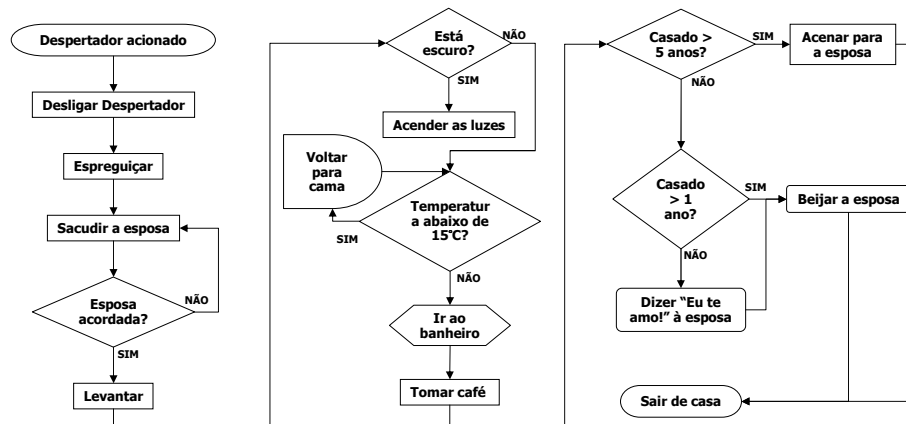 Despertador acionado
Desligar Despertador
Espreguiçar
Sacudir a esposa
Esposa
acordada?
NÃO
SIM
Levantar
Está
escuro?
NÃO
SIM
Acender as luzes
Voltar
para
cama
Temperatur
a abaixo de
15°C?
SIM
NÃO
Ir ao
banheiro
Tomar café
Casado >
5 anos?
SIM
Acenar para
a esposa
NÃO
Casado
> 1
ano?
SIM
Beijar a esposa
NÃO
Dizer “Eu te
amo!” à esposa
Sair de casa